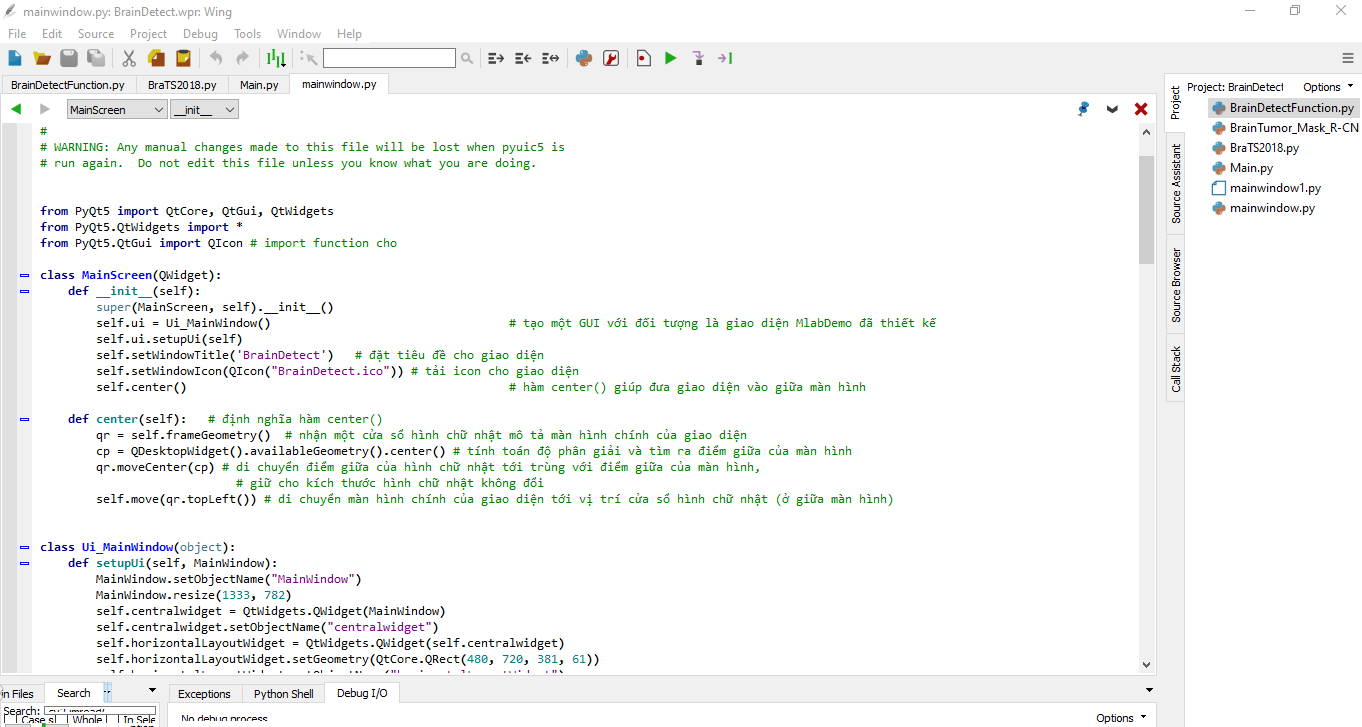 mainwindow.py: BrainDetect.wpr: Wing
File Edit Source Project Debug Tools Window Help
BrainDetectFunction.py BraTS2018.py Main.py mainwindow.py
MainScreen __init__
#
# WARNING: Any manual changes made to this file will be lost when pyuic5 is
# run again.  Do not edit this file unless you know what you are doing.
from PyQt5 import QtCore, QtGui, QtWidgets
from PyQt5.QtWidgets import *
from PyQt5.QtGui import QIcon # import function cho
class MainScreen(QWidget):
def __init__(self):
super(MainScreen, self).__init__()
self.ui = Ui_MainWindow() # tạo một GUI với đối tượng là giao diện MlabDemo đã thiết kế
self.ui.setupUi(self)
self.setWindowTitle('BrainDetect') # đặt tiêu đề cho giao diện
self.setWindowIcon(QIcon("BrainDetect.ico")) # tải icon cho giao diện
self.center() # hàm center() giúp đưa giao diện vào giữa màn hình
def center(self): # định nghĩa hàm center()
qr = self.frameGeometry() # nhận một cửa sổ hình chữ nhật mô tả màn hình chính của giao diện
cp = QDesktopWidget().availableGeometry().center() # tính toán độ phân giải và tìm ra điểm giữa của màn hình
qr.moveCenter(cp) # di chuyển điểm giữa của hình chữ nhật tới trùng với điểm giữa của màn hình,
# giữ cho kích thước hình chữ nhật không đổi
self.move(qr.topLeft()) # di chuyển màn hình chính của giao diện tới vị trí cửa sổ hình chữ nhật (ở giữa màn hình)
class Ui_MainWindow(object):
def setupUi(self, MainWindow):
MainWindow.setObjectName("MainWindow")
MainWindow.resize(1333, 782)
self.centralwidget = QtWidgets.QWidget(MainWindow)
self.centralwidget.setObjectName("centralwidget")
self.horizontalLayoutWidget = QtWidgets.QWidget(self.centralwidget)
self.horizontalLayoutWidget.setGeometry(QtCore.QRect(480, 720, 381, 61))
Project: BrainDetect Options
BrainDetectFunction.py
BrainTumor_Mask_R-CN
BraTS2018.py
Main.py
mainwindow1.py
mainwindow.py
Project
Source Assistant
Source Browser
Call Stack
in Files Search Exceptions Python Shell Debug I/O
Search:
Case s Whole In Sele
No debug process
Options